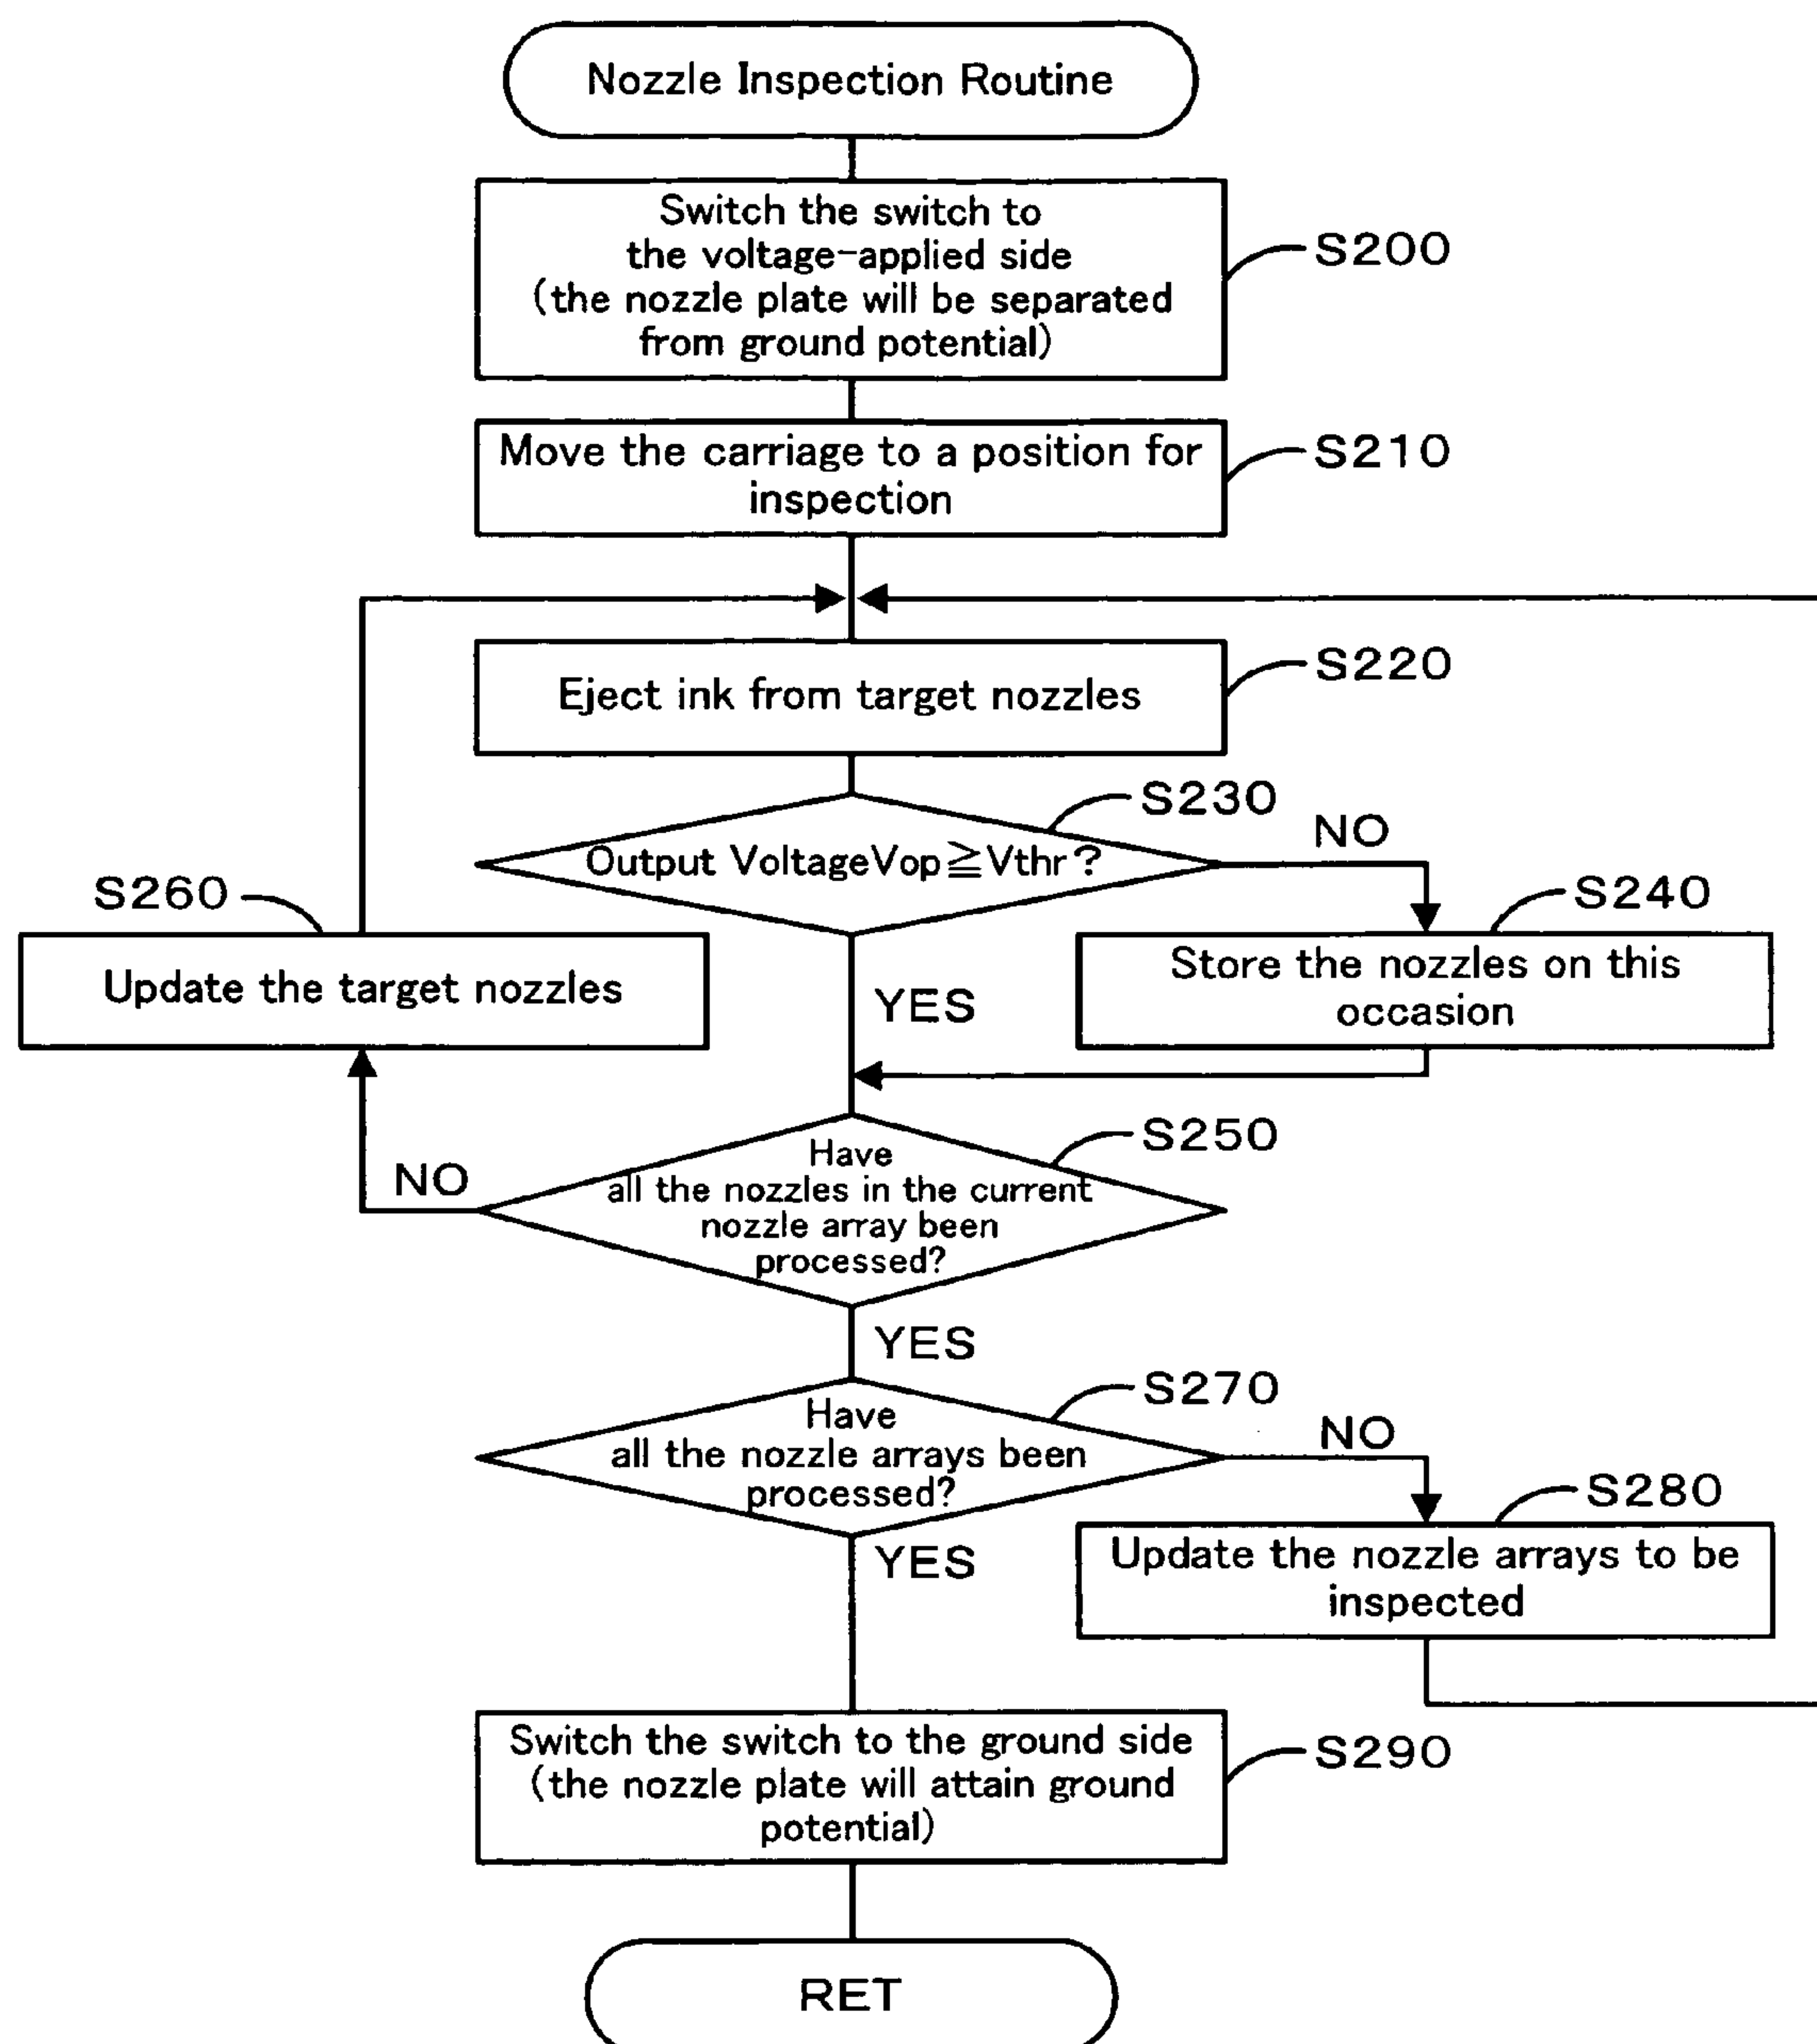 Nozzle Inspection Routine
Switch the switch to
the voltage-applied side
(the nozzle plate will be separated
from ground potential)
S200
Move the carriage to a position for
inspection
S210
Eject ink from target nozzles
S220
S230
Output VoltageVop≧Vthr?
NO
S260
Update the target nozzles
YES
S240
Store the nozzles on this
occasion
S250
Have
all the nozzles in the current
nozzle array been
processed?
NO
YES
S270
Have
all the nozzle arrays been
processed?
NO
YES
S280
Update the nozzle arrays to be
inspected
Switch the switch to the ground side
(the nozzle plate will attain ground
potential)
S290
RET